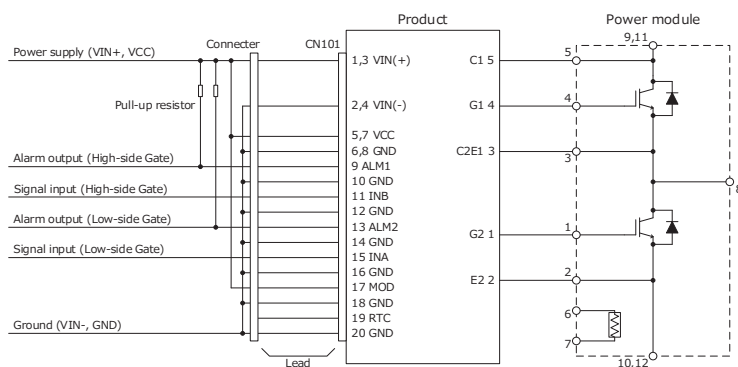 Product
Power module
Connecter
CN101
9,11
Power supply (VIN+, VCC)
1,3 VIN(+)
C1 5
5
Pull-up resistor
2,4 VIN(-)
G1 4
4
5,7 VCC
6,8 GND
C2E1 3
3
Alarm output (High-side Gate)
9 ALM1
10 GND
8
Signal input (High-side Gate)
11 INB
12 GND
Alarm output (Low-side Gate)
13 ALM2
G2 1
1
14 GND
Signal input (Low-side Gate)
15 INA
16 GND
E2 2
2
17 MOD
18 GND
6
Ground (VIN-, GND)
19 RTC
20 GND
7
Lead
10,12